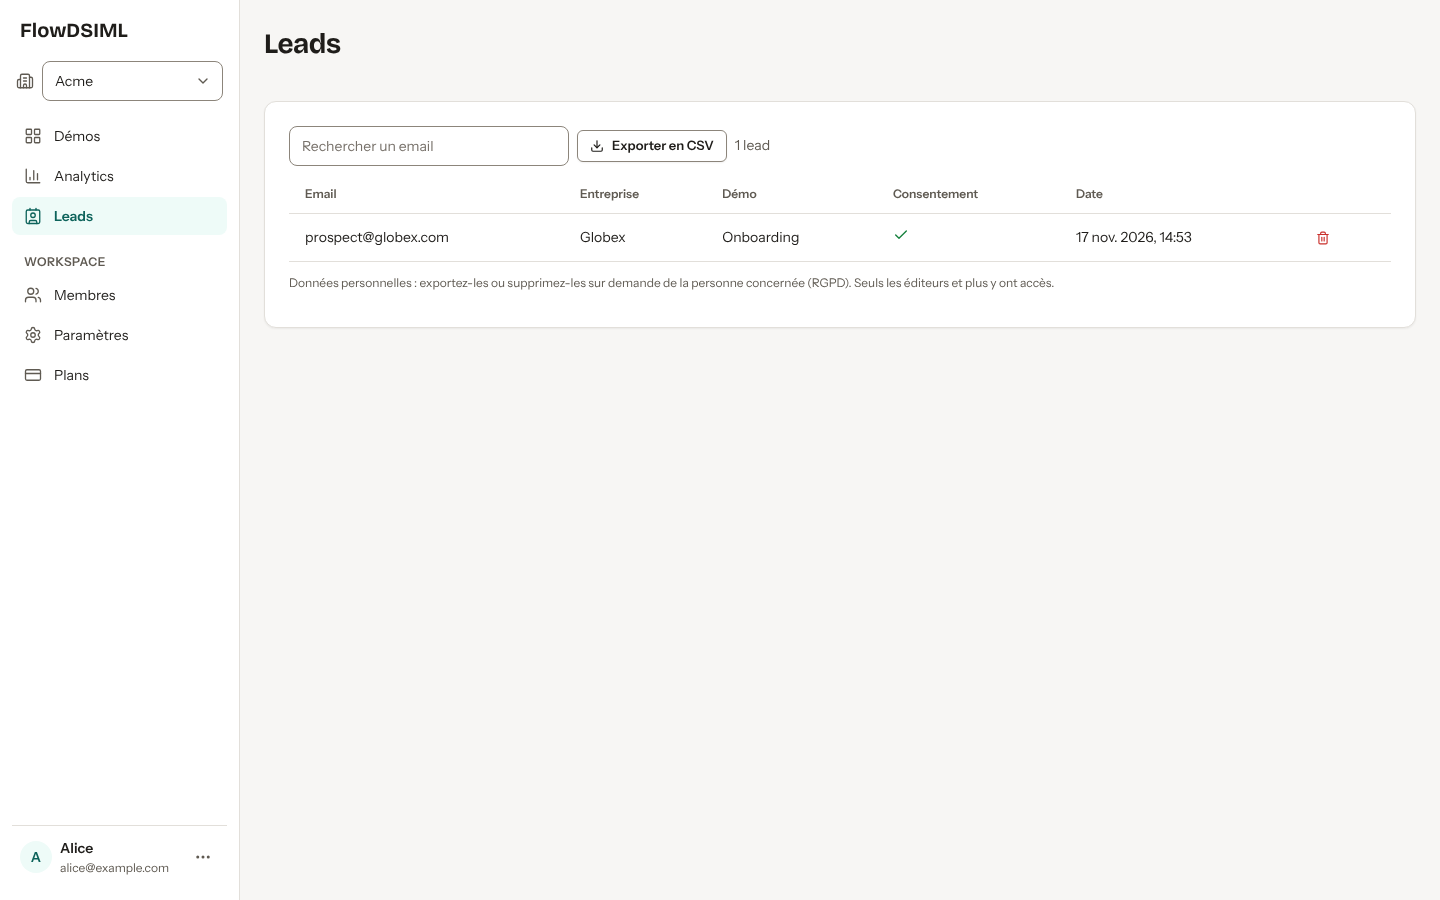 FlowDSIML
Acme
Démos
Analytics
Leads
WORKSPACE
Membres
Paramètres
Plans
A
Alice
alice@example.com
Leads
Rechercher un email
Exporter en CSV
1 lead
Email Entreprise Démo Consentement Date
prospect@globex.com Globex Onboarding 17 nov. 2026, 14:53
Données personnelles : exportez-les ou supprimez-les sur demande de la personne concernée (RGPD). Seuls les éditeurs et plus y ont accès.